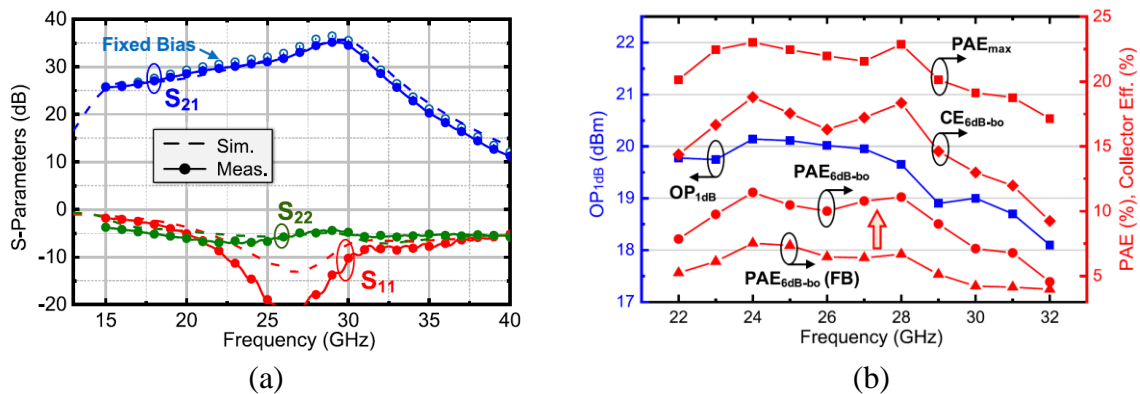 S-Parameters (dB)
40
30
20
10
0
-10
-20
Fixed Bias
S21
Sim.
Meas.
S22
S11
15 20 25 30 35 40
Frequency (GHz)
(a)
OP1dB (dBm)
22
21
20
19
18
17
PAEmax
CE6dB-bo
PAE6dB-bo
OP1dB
PAE6dB-bo (FB)
25
20
15
10
5
PAE (%), Collector Eff. (%)
22 24 26 28 30 32
Frequency (GHz)
(b)